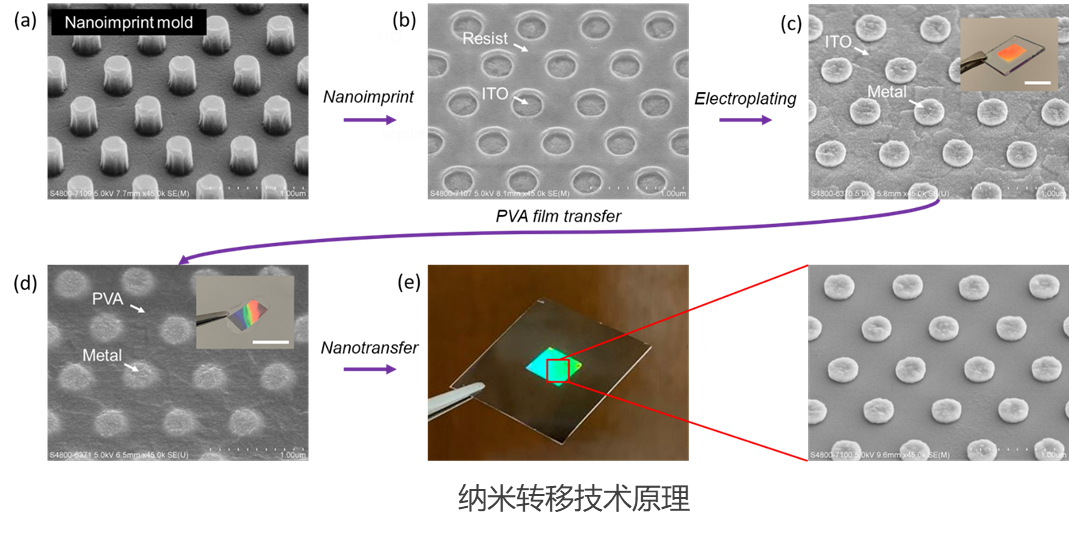 (a)
Nanoimprint mold
S4800-7109 5.0kV 7.7mm x45.0k SE(M)
1.00um
Nanoimprint
(b)
Resist
ITO
S4800-7107 5.0kV 8.1mm x45.0k SE(M)
1.00um
Electroplating
(c)
ITO
Metal
S4800-6370 5.0kV 5.8mm x45.0k SE(U)
1.00um
PVA film transfer
(d)
PVA
Metal
S4800-6371 5.0kV 6.5mm x45.0k SE(U)
1.00um
Nanotransfer
(e)
S4800-7100 5.0kV 9.6mm x45.0k SE(M)
1.00um
纳米转移技术原理